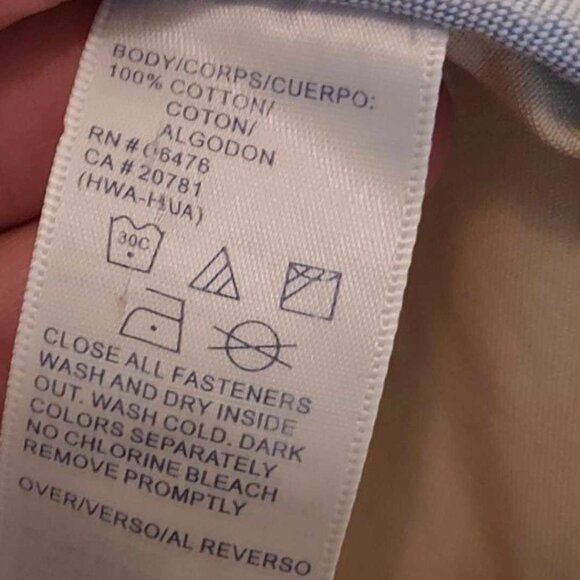 BODY/CORPS/CUERPO:
100% COTTON/
COTON/
ALGODON
RN # 06476
CA # 20781
(HWA-HUA)
30C
CLOSE ALL FASTENERS
WASH AND DRY INSIDE
OUT. WASH COLD. DARK
COLORS SEPARATELY
NO CHLORINE BLEACH
REMOVE PROMPTLY
OVER/VERSO/AL REVERSO